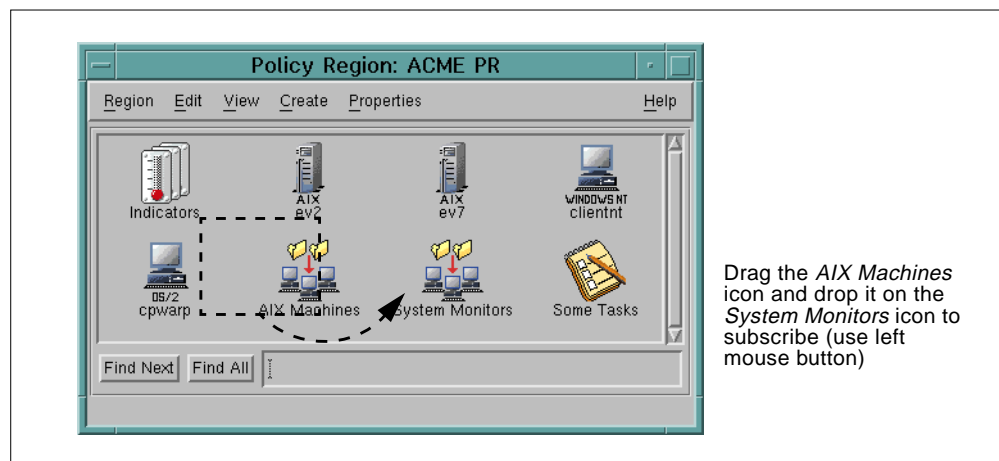 Policy Region: ACME PR
Region Edit View Create Properties Help
Indicators
AIX
ev2
AIX
ev7
WINDOWS NT
clientnt
OS/2
cpwarp
AIX Machines
System Monitors
Some Tasks
Find Next Find All
Drag the AIX Machines
icon and drop it on the
System Monitors icon to
subscribe (use left
mouse button)